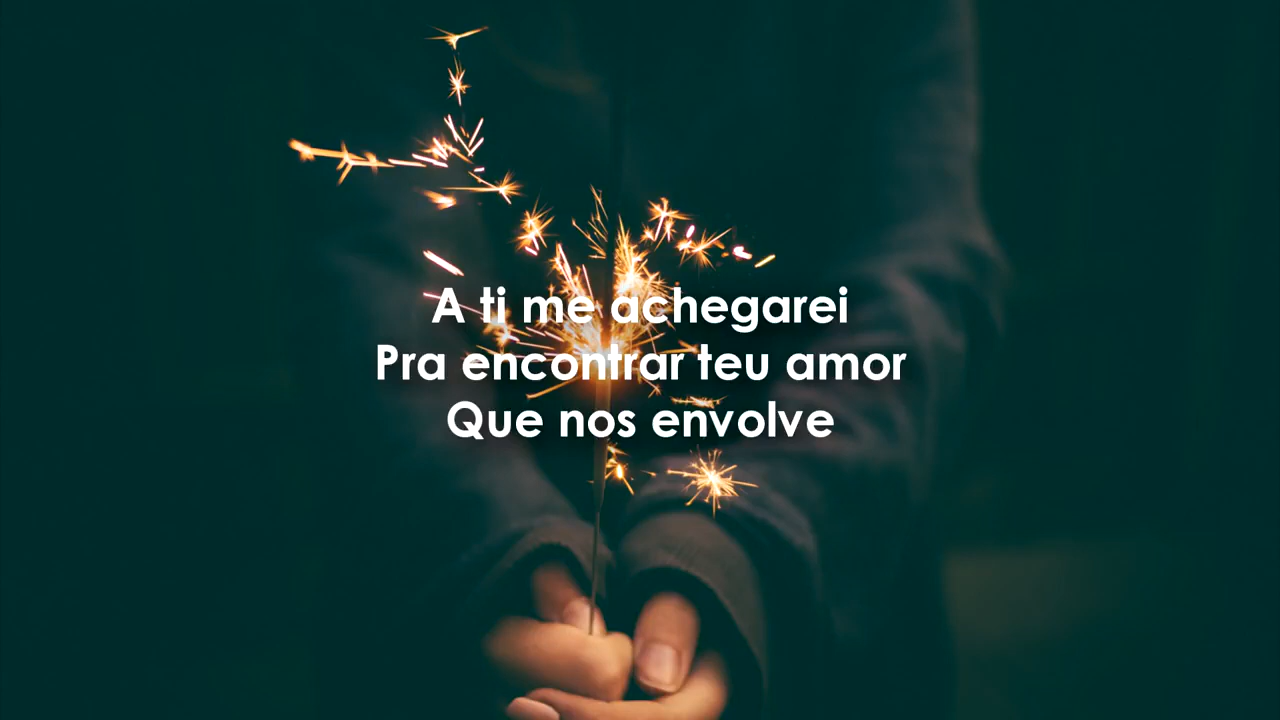 A ti me achegarei
Pra encontrar teu amor
Que nos envolve